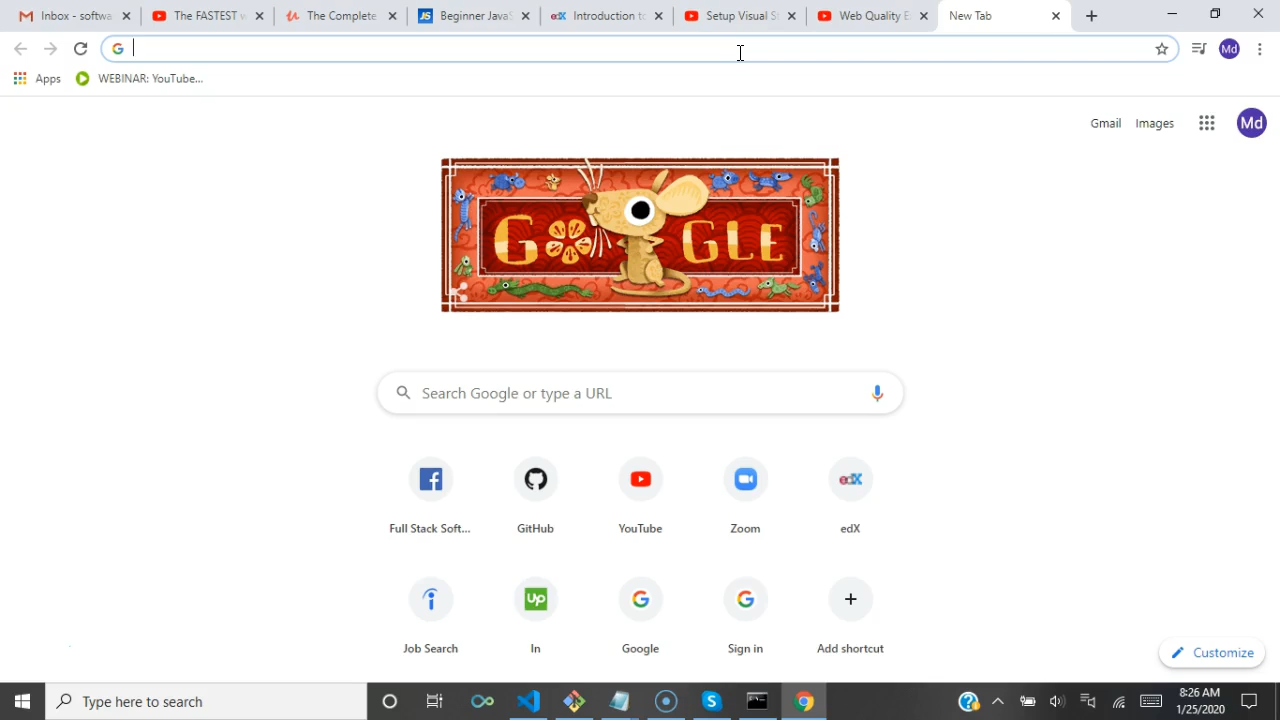 Inbox - softwa
The FASTEST w
The Complete
Beginner JavaS
Introduction to
Setup Visual St
Web Quality E
New Tab
Md
Apps
WEBINAR: YouTube...
Gmail
Images
Md
GOOGLE
Search Google or type a URL
Full Stack Soft...
GitHub
YouTube
Zoom
edX
Job Search
In
Google
Sign in
Add shortcut
Customize
Type here to search
8:26 AM
1/25/2020